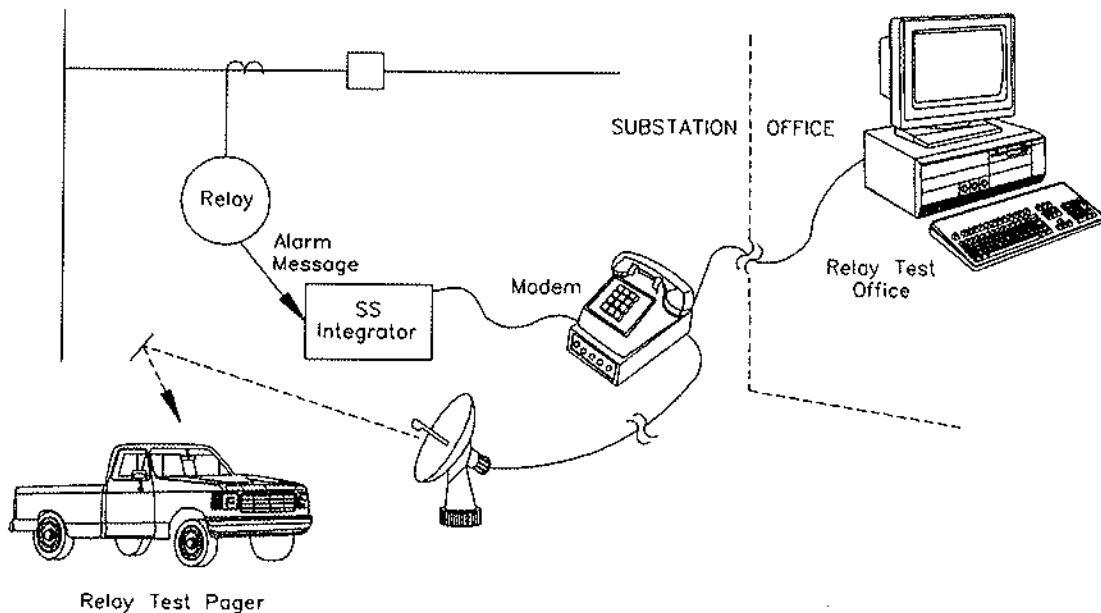 SUBSTATION
OFFICE
Relay
Alarm
Message
SS
Integrator
Modem
Relay Test
Office
Relay Test Pager